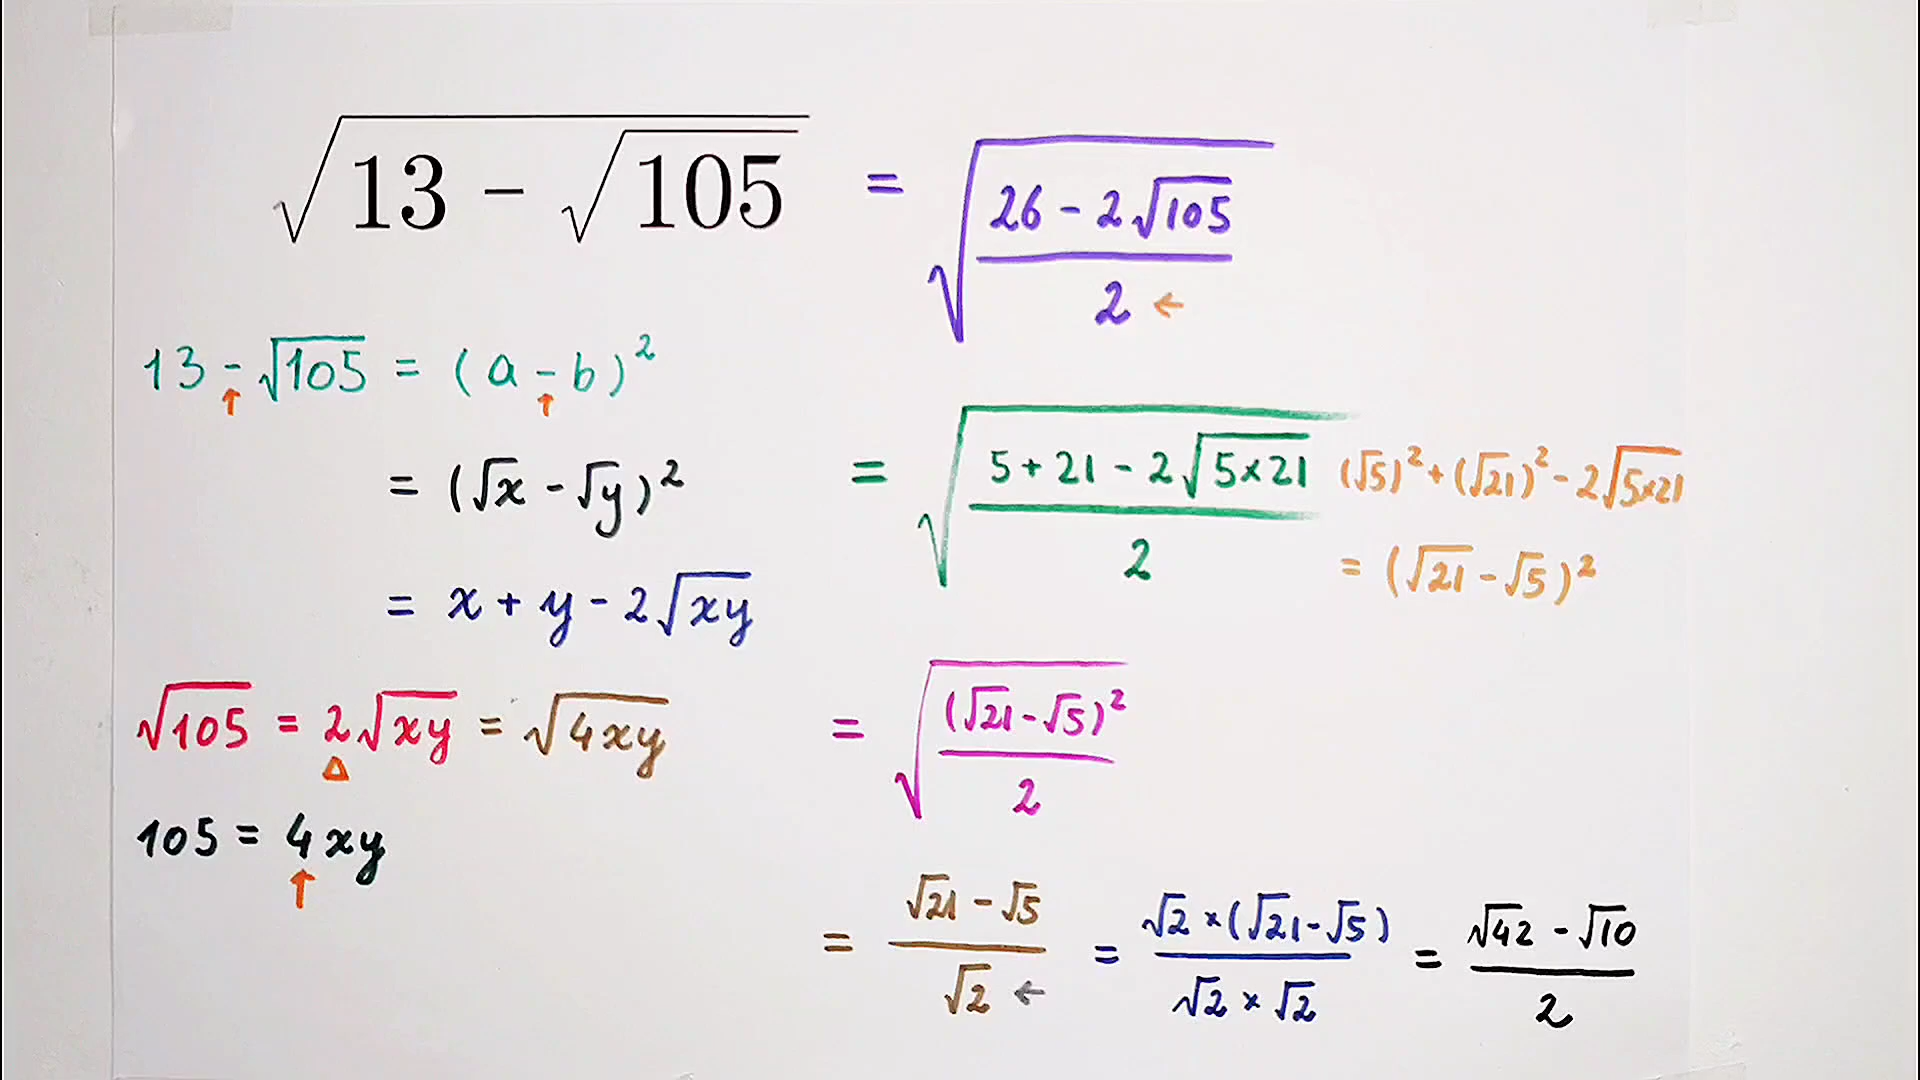 √(13 − √105) = √((26 − 2√105)/2) ←
13 − √105 = (a − b)²
↑ ↑
= (√x − √y)²
= x + y − 2√xy
√105 = 2√xy = √4xy
△
105 = 4xy
↑
= √((5 + 21 − 2√(5×21))/2) (√5)² + (√21)² − 2√(5×21)
= (√21 − √5)²
= √((√21 − √5)²/2)
= (√21 − √5)/√2 ← = (√2 × (√21 − √5))/(√2 × √2) = (√42 − √10)/2